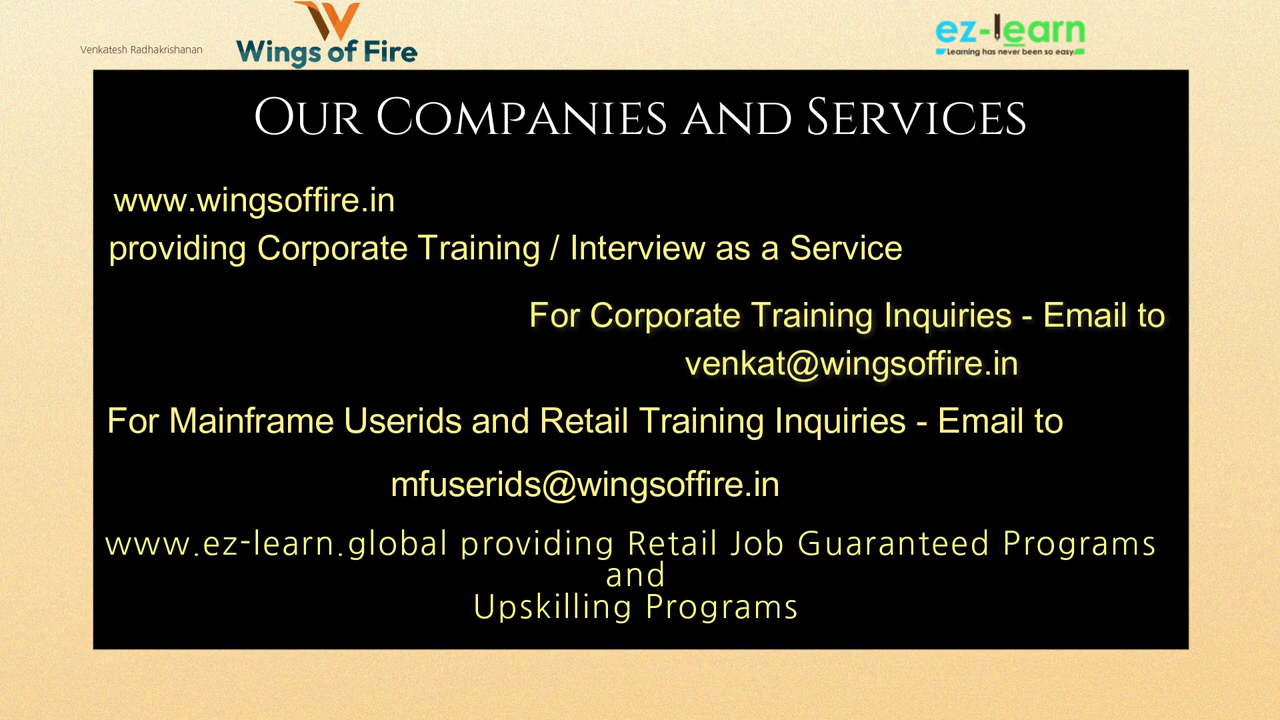 Venkatesh Radhakrishanan
Wings of Fire
ez-learn
Learning has never been so easy
Our Companies and Services
www.wingsoffire.in
providing Corporate Training / Interview as a Service
For Corporate Training Inquiries - Email to
venkat@wingsoffire.in
For Mainframe Userids and Retail Training Inquiries - Email to
mfuserids@wingsoffire.in
www.ez-learn.global providing Retail Job Guaranteed Programs
and
Upskilling Programs